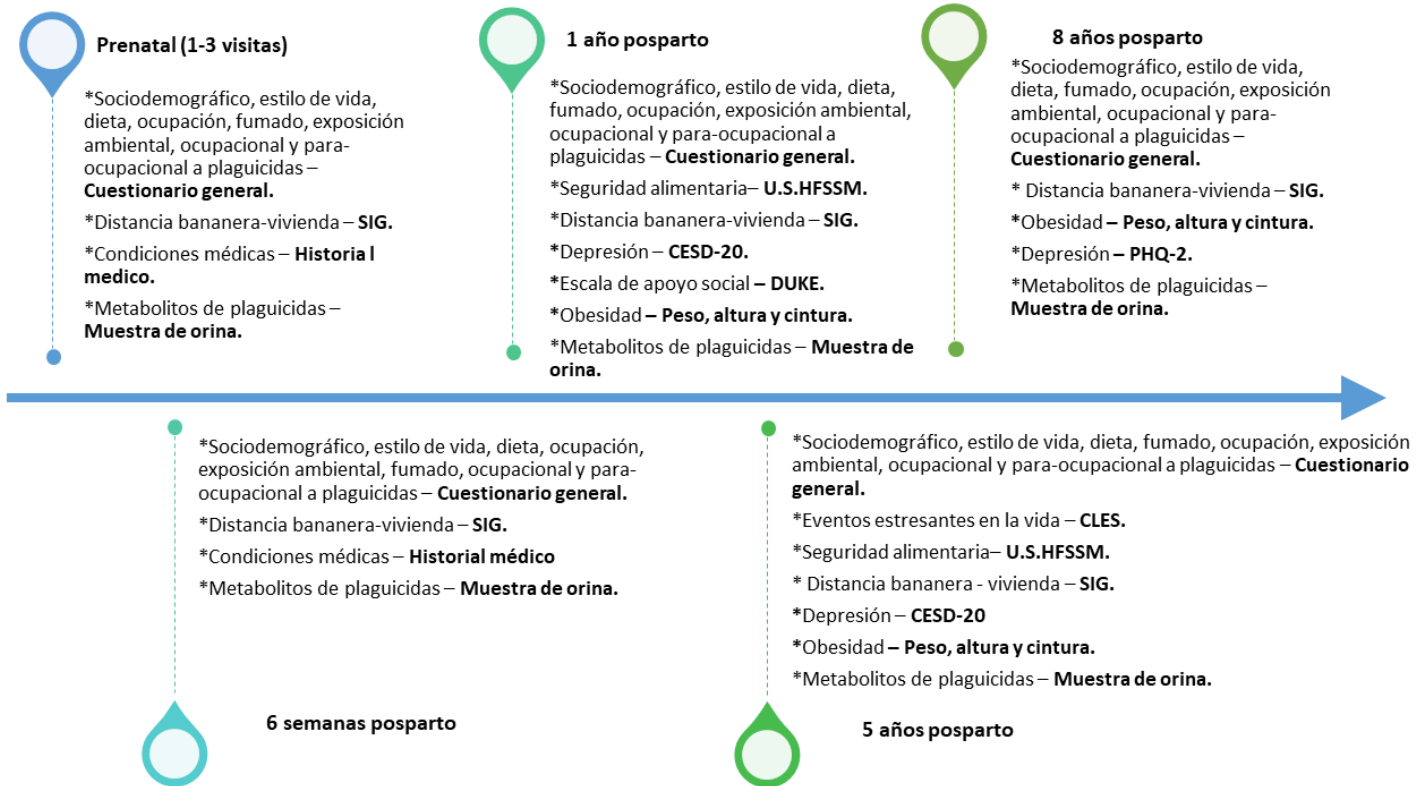 Prenatal (1-3 visitas)
*Sociodemográfico, estilo de vida,
dieta, ocupación, fumado, exposición
ambiental, ocupacional y para-
ocupacional a plaguicidas –
Cuestionario general.
*Distancia bananera-vivienda – SIG.
*Condiciones médicas – Historia l
medico.
*Metabolitos de plaguicidas –
Muestra de orina.
1 año posparto
*Sociodemográfico, estilo de vida, dieta,
fumado, ocupación, exposición ambiental,
ocupacional y para-ocupacional a
plaguicidas – Cuestionario general.
*Seguridad alimentaria– U.S.HFSSM.
*Distancia bananera-vivienda – SIG.
*Depresión – CESD-20.
*Escala de apoyo social – DUKE.
*Obesidad – Peso, altura y cintura.
*Metabolitos de plaguicidas – Muestra de
orina.
8 años posparto
*Sociodemográfico, estilo de vida,
dieta, fumado, ocupación, exposición
ambiental, ocupacional y para-
ocupacional a plaguicidas –
Cuestionario general.
* Distancia bananera-vivienda – SIG.
*Obesidad – Peso, altura y cintura.
*Depresión – PHQ-2.
*Metabolitos de plaguicidas –
Muestra de orina.
*Sociodemográfico, estilo de vida, dieta, ocupación,
exposición ambiental, fumado, ocupacional y para-
ocupacional a plaguicidas – Cuestionario general.
*Distancia bananera-vivienda – SIG.
*Condiciones médicas – Historial médico
*Metabolitos de plaguicidas – Muestra de orina.
6 semanas posparto
*Sociodemográfico, estilo de vida, dieta, fumado, ocupación, exposición
ambiental, ocupacional y para-ocupacional a plaguicidas – Cuestionario
general.
*Eventos estresantes en la vida – CLES.
*Seguridad alimentaria– U.S.HFSSM.
* Distancia bananera - vivienda – SIG.
*Depresión – CESD-20
*Obesidad – Peso, altura y cintura.
*Metabolitos de plaguicidas – Muestra de orina.
5 años posparto